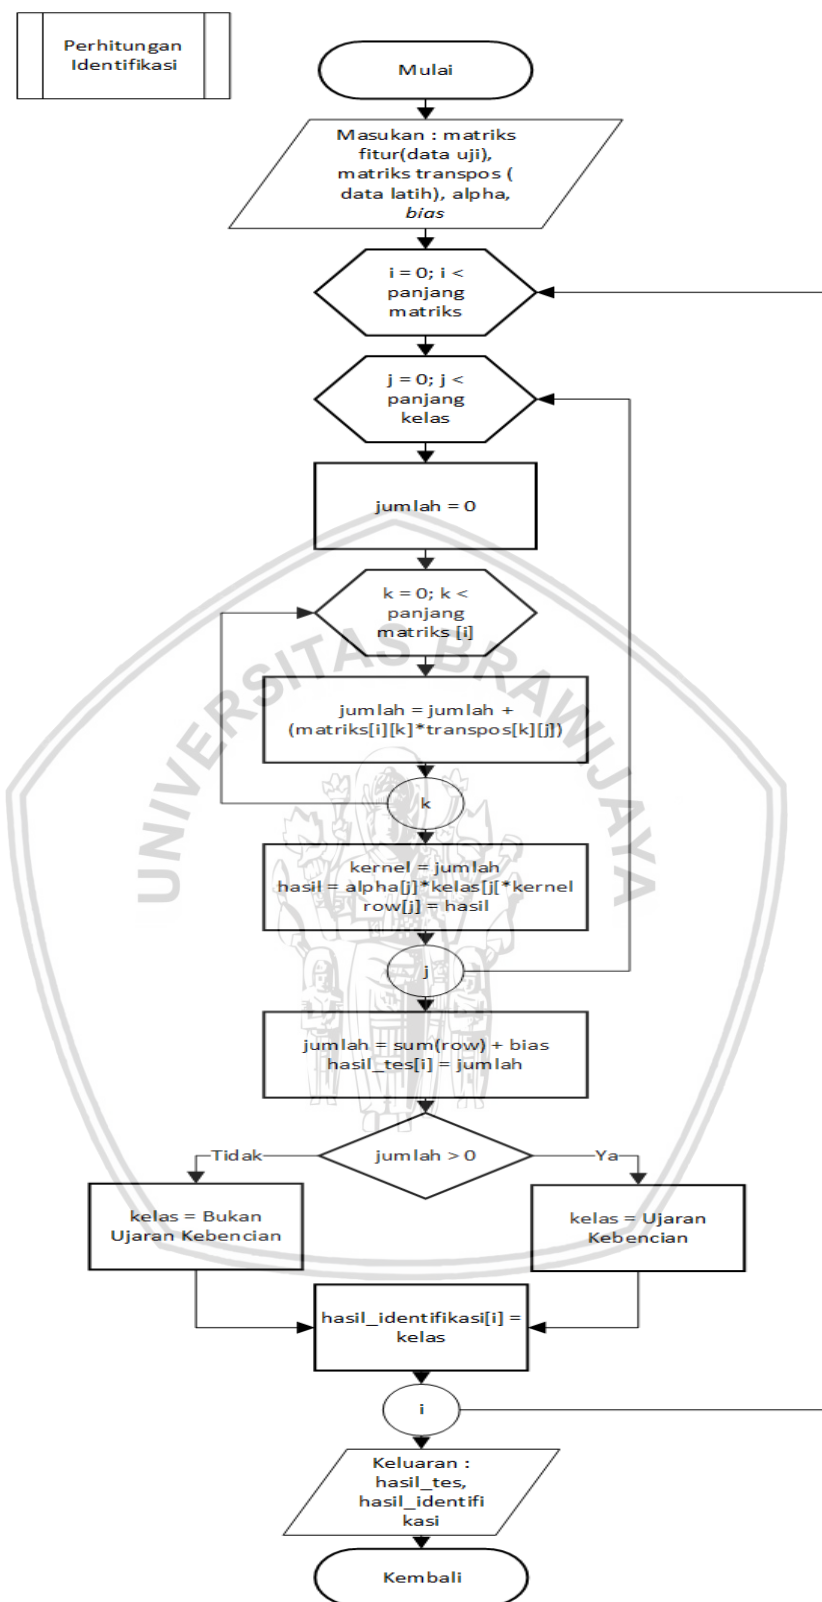 Perhitungan
Identifikasi
Mulai
Masukan : matriks
fitur(data uji),
matriks transpos (
data latih), alpha,
bias
i = 0; i <
panjang
matriks
j = 0; j <
panjang
kelas
jumlah = 0
k = 0; k <
panjang
matriks [i]
jumlah = jumlah +
(matriks[i][k]*transpos[k][j])
k
kernel = jumlah
hasil = alpha[j]*kelas[j[*kernel
row[j] = hasil
j
jumlah = sum(row) + bias
hasil_tes[i] = jumlah
jumlah > 0
Tidak
Ya
kelas = Bukan
Ujaran Kebencian
kelas = Ujaran
Kebencian
hasil_identifikasi[i] =
kelas
i
Keluaran :
hasil_tes,
hasil_identifi
kasi
Kembali
UNIVERSITAS BRAWIJAYA